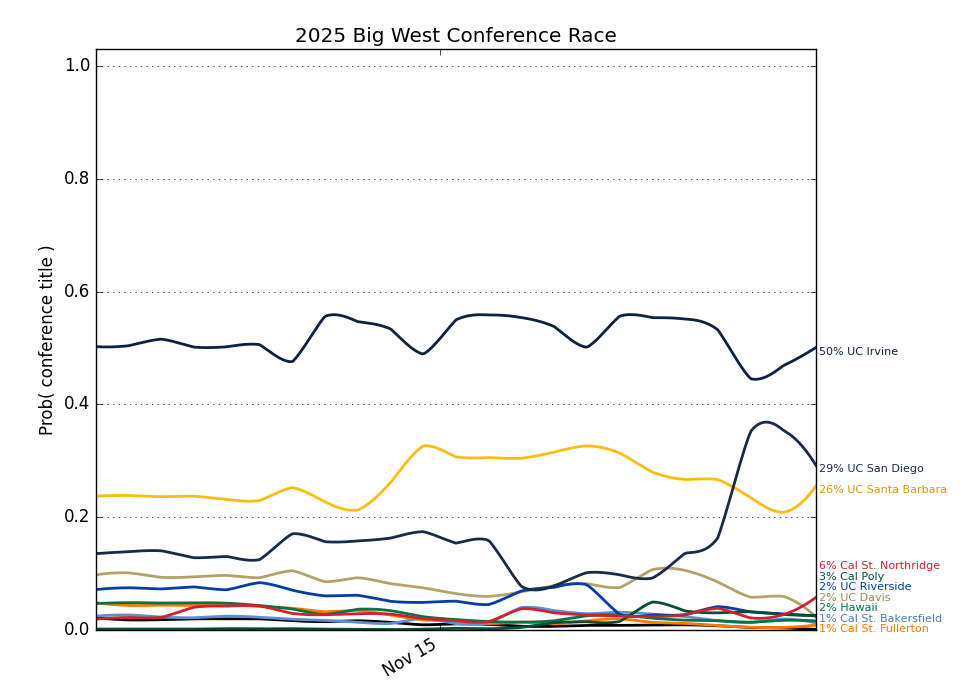 2025 Big West Conference Race
Prob( conference title )
1.0
0.8
0.6
0.4
0.2
0.0
Nov 15
50% UC Irvine
29% UC San Diego
26% UC Santa Barbara
6% Cal St. Northridge
3% Cal Poly
2% UC Riverside
2% UC Davis
2% Hawaii
1% Cal St. Bakersfield
1% Cal St. Fullerton